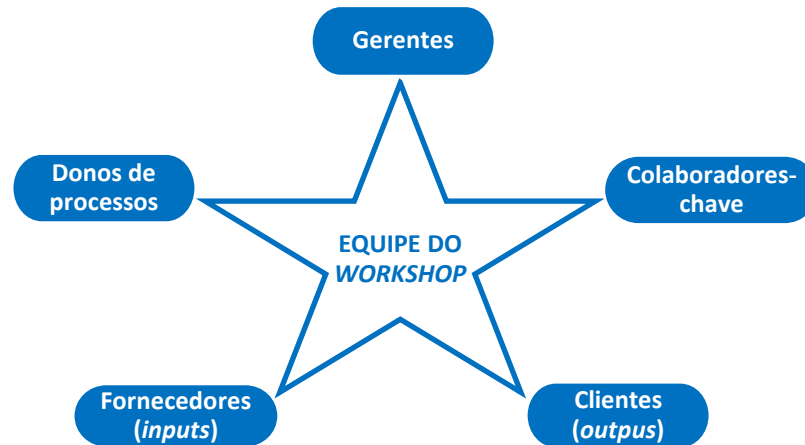 Gerentes
Donos de
processos
Colaboradores-
chave
EQUIPE DO
WORKSHOP
Fornecedores
(inputs)
Clientes
(outpus)